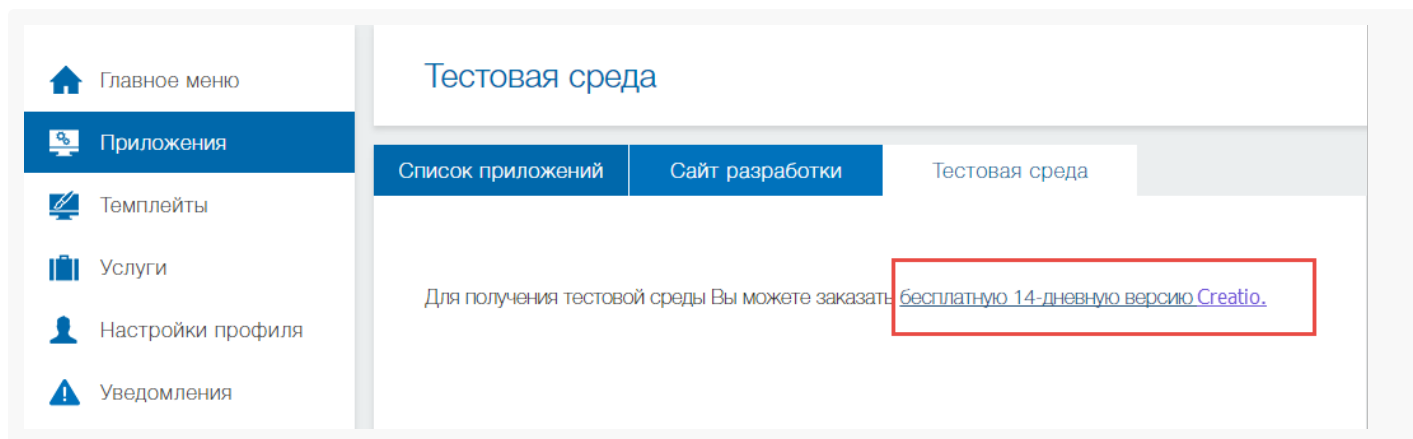 Главное меню
Приложения
Темплейты
Услуги
Настройки профиля
Уведомления
Тестовая среда
Список приложений Сайт разработки Тестовая среда
Для получения тестовой среды Вы можете заказать бесплатную 14-дневную версию Creatio.